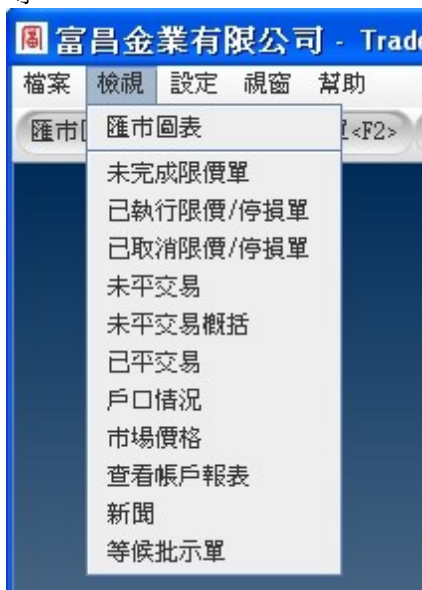 富昌金業有限公司 - Trade
檔案 檢視 設定 視窗 幫助
匯市 <F2>
匯市圖表
未完成限價單
已執行限價/停損單
已取消限價/停損單
未平交易
未平交易概括
已平交易
戶口情況
市場價格
查看帳戶報表
新聞
等候批示單